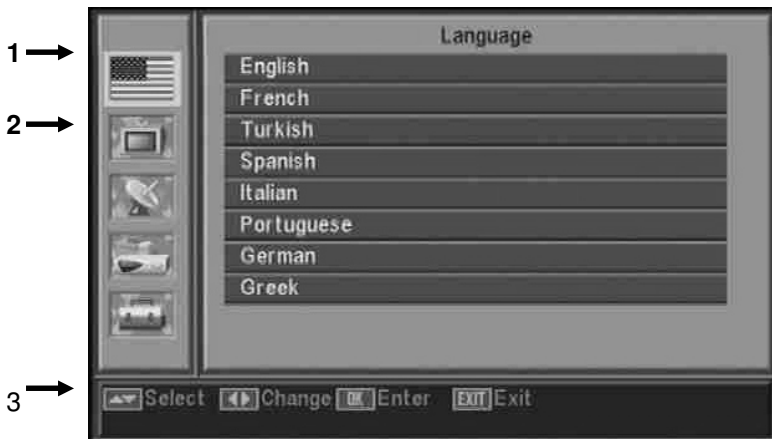 Language
1
English
French
2
Turkish
Spanish
Italian
Portuguese
German
Greek
3
Select Change OK Enter EXIT Exit